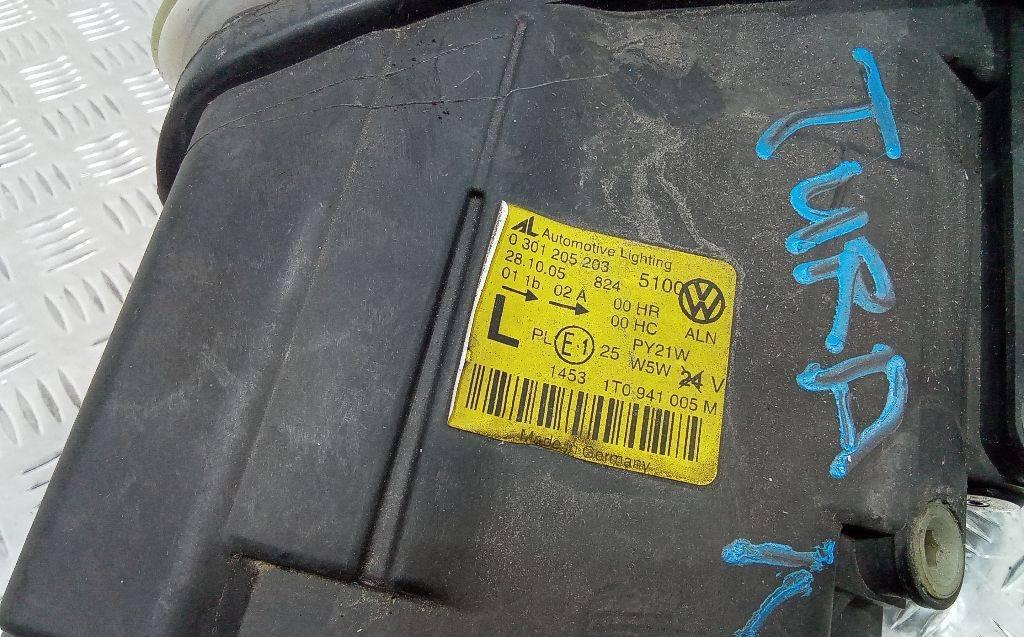 AL Automotive Lighting
0 301 205 203
28.10.05 824 5100
01 1b 02 A 00 HR
00 HC ALN
L PL E1 25 PY21W
W5W 24 V
1453 1T0 941 005 M
Made in Germany
TURA